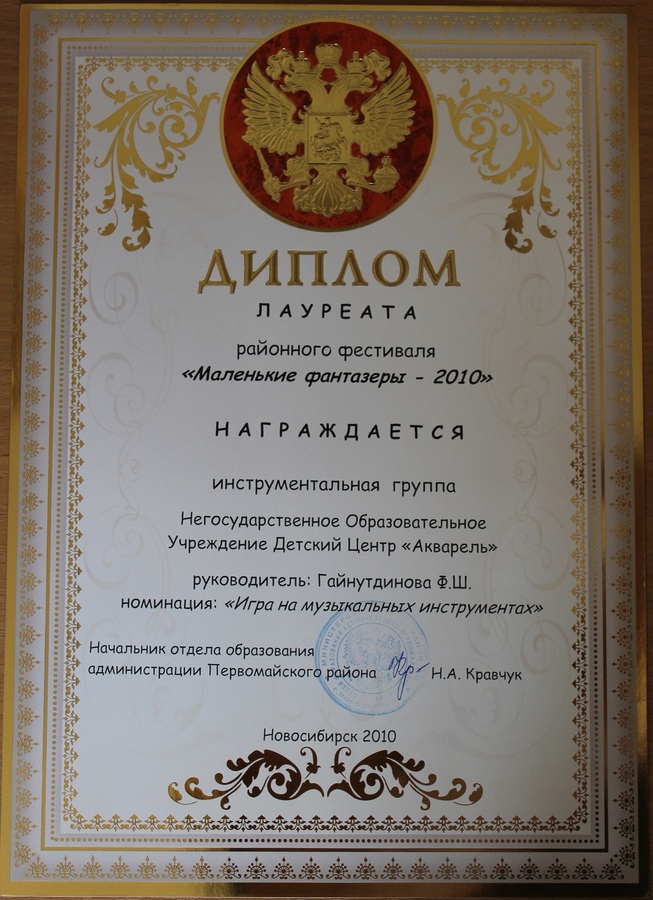 ДИПЛОМ
ЛАУРЕАТА
районного фестиваля
«Маленькие фантазеры - 2010»
НАГРАЖДАЕТСЯ
инструментальная группа
Негосударственное Образовательное
Учреждение Детский Центр «Акварель»
руководитель: Гайнутдинова Ф.Ш.
номинация: «Игра на музыкальных инструментах»
Начальник отдела образования
администрации Первомайского района Н.А. Кравчук
Новосибирск 2010